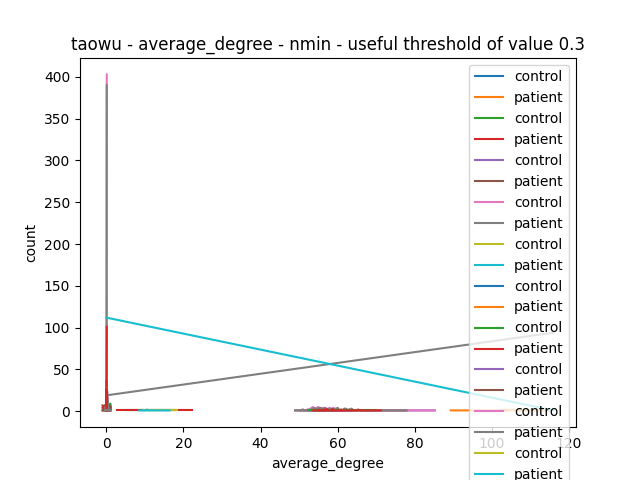 taowu - average_degree - nmin - useful threshold of value 0.3
400
350
300
250
200
150
100
50
0
count
0 20 40 60 80 100 120
average_degree
control
patient
control
patient
control
patient
control
patient
control
patient
control
patient
control
patient
control
patient
control
patient
control
patient